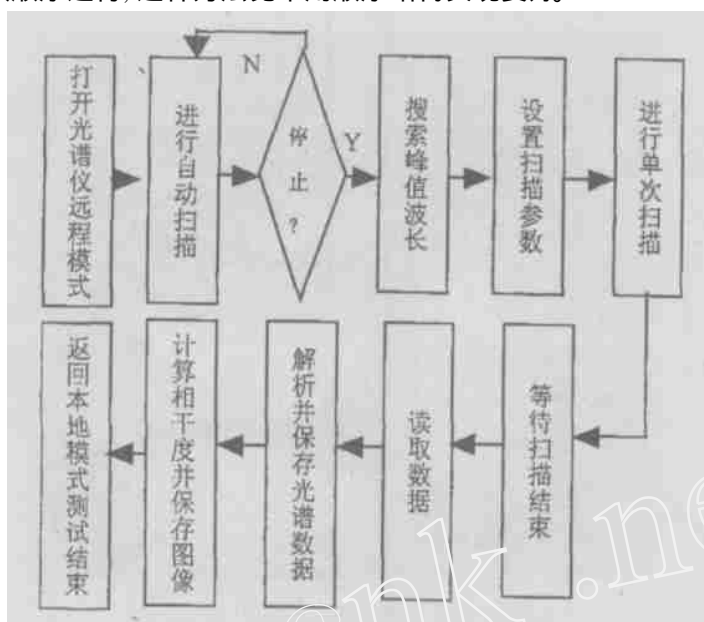 打开光谱仪远程模式
进行自动扫描
N
停止?
Y
搜索峰值波长
设置扫描参数
进行单次扫描
等待扫描结束
读取数据
解析并保存光谱数据
计算相干度并保存图像
返回本地模式测试结束
nk .ne